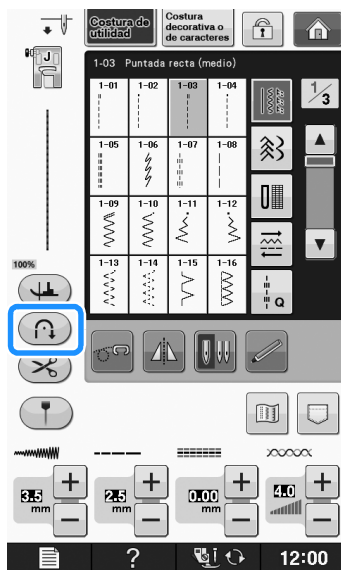 Costura de utilidad
Costura decorativa o de caracteres
J
1-03 Puntada recta (medio)
1/3
1-01 1-02 1-03 1-04
1-05 1-06 1-07 1-08
1-09 1-10 1-11 1-12
1-13 1-14 1-15 1-16
100%
Q
3.5 mm
2.5 mm
0.00 mm
4.0
?
12:00